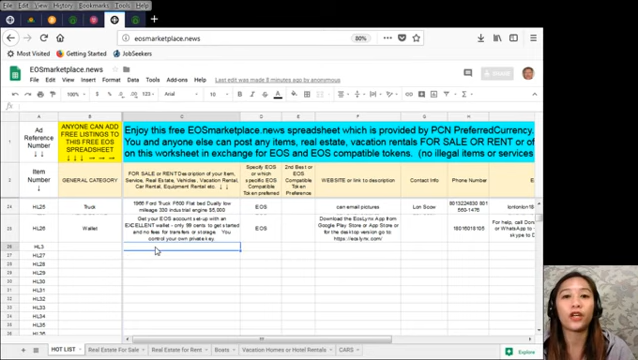 File Edit View History Bookmarks Tools Help
eosmarketplace.news
80%
Most Visited Getting Started JobSeekers
EOSmarketplace.news
File Edit View Insert Format Data Tools Add-ons Help Last edit was made 8 minutes ago by anonymous
100% $ % .0 .00 123 Arial 10
fx
A B C D E F G H
1 Ad Reference Number ↓↓ ANYONE CAN ADD FREE LISTINGS TO THIS FREE EOS SPREADSHEET ↓↓↓→→→
Enjoy this free EOSmarketplace.news spreadsheet which is provided by PCN PreferredCurrency.
You and anyone else can post any items, real estate, vacation rentals FOR SALE OR RENT or
on this worksheet in exchange for EOS and EOS compatible tokens. (no illegal items or services
Item Number ↓↓ GENERAL CATEGORY FOR SALE or RENT Description of Item, Service, Real Estate, Vehicles, Vacation Rental, Car Rental, Equipment Rental etc. Specify EOS or which specific EOS Compatible Token preferred 2nd Best or EOS Compatible Token Preference WEBSITE or LINK to description Contact Info Phone Number
HL25 Truck 1966 Ford Truck F600 Flat bed Dually low mileage 330 industrial engine $5,000 EOS can email pictures Lon Scow
HL26 Wallet Get your EOS account set-up with an EXCELLENT wallet - only 99 cents to get started and no fees for transfers or storage. You control your own private key. EOS Download the EosLynx App from Google Play Store or App Store or for the desktop version go to https://eoslynx.com/ 18016018105 For help, call Do or WhatsApp to skype to D
HL3
HL27
HL28
HL29
HL30
HL31
HL32
HL33
HL34
HL35
HOT LIST Real Estate For Sale Real Estate for Rent Boats Vacation Homes or Hotel Rentals CARS Explore